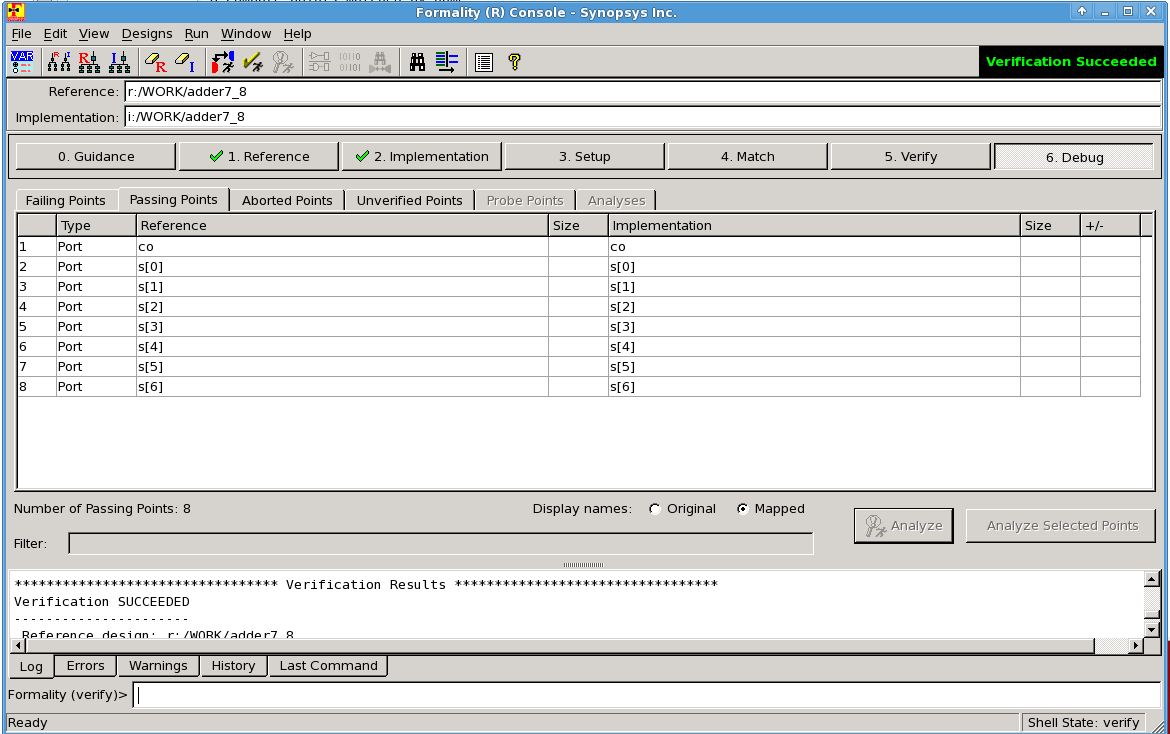 Formality (R) Console - Synopsys Inc.
File Edit View Designs Run Window Help
Verification Succeeded
Reference: r:/WORK/adder7_8
Implementation: i:/WORK/adder7_8
0. Guidance 1. Reference 2. Implementation 3. Setup 4. Match 5. Verify 6. Debug
Failing Points Passing Points Aborted Points Unverified Points Probe Points Analyses
Type Reference Size Implementation Size +/-
1 Port co co
2 Port s[0] s[0]
3 Port s[1] s[1]
4 Port s[2] s[2]
5 Port s[3] s[3]
6 Port s[4] s[4]
7 Port s[5] s[5]
8 Port s[6] s[6]
Number of Passing Points: 8 Display names: Original Mapped Analyze Analyze Selected Points
Filter:
********************************* Verification Results *********************************
Verification SUCCEEDED
----------------------
Reference design: r:/WORK/adder7_8
Log Errors Warnings History Last Command
Formality (verify)>
Ready Shell State: verify